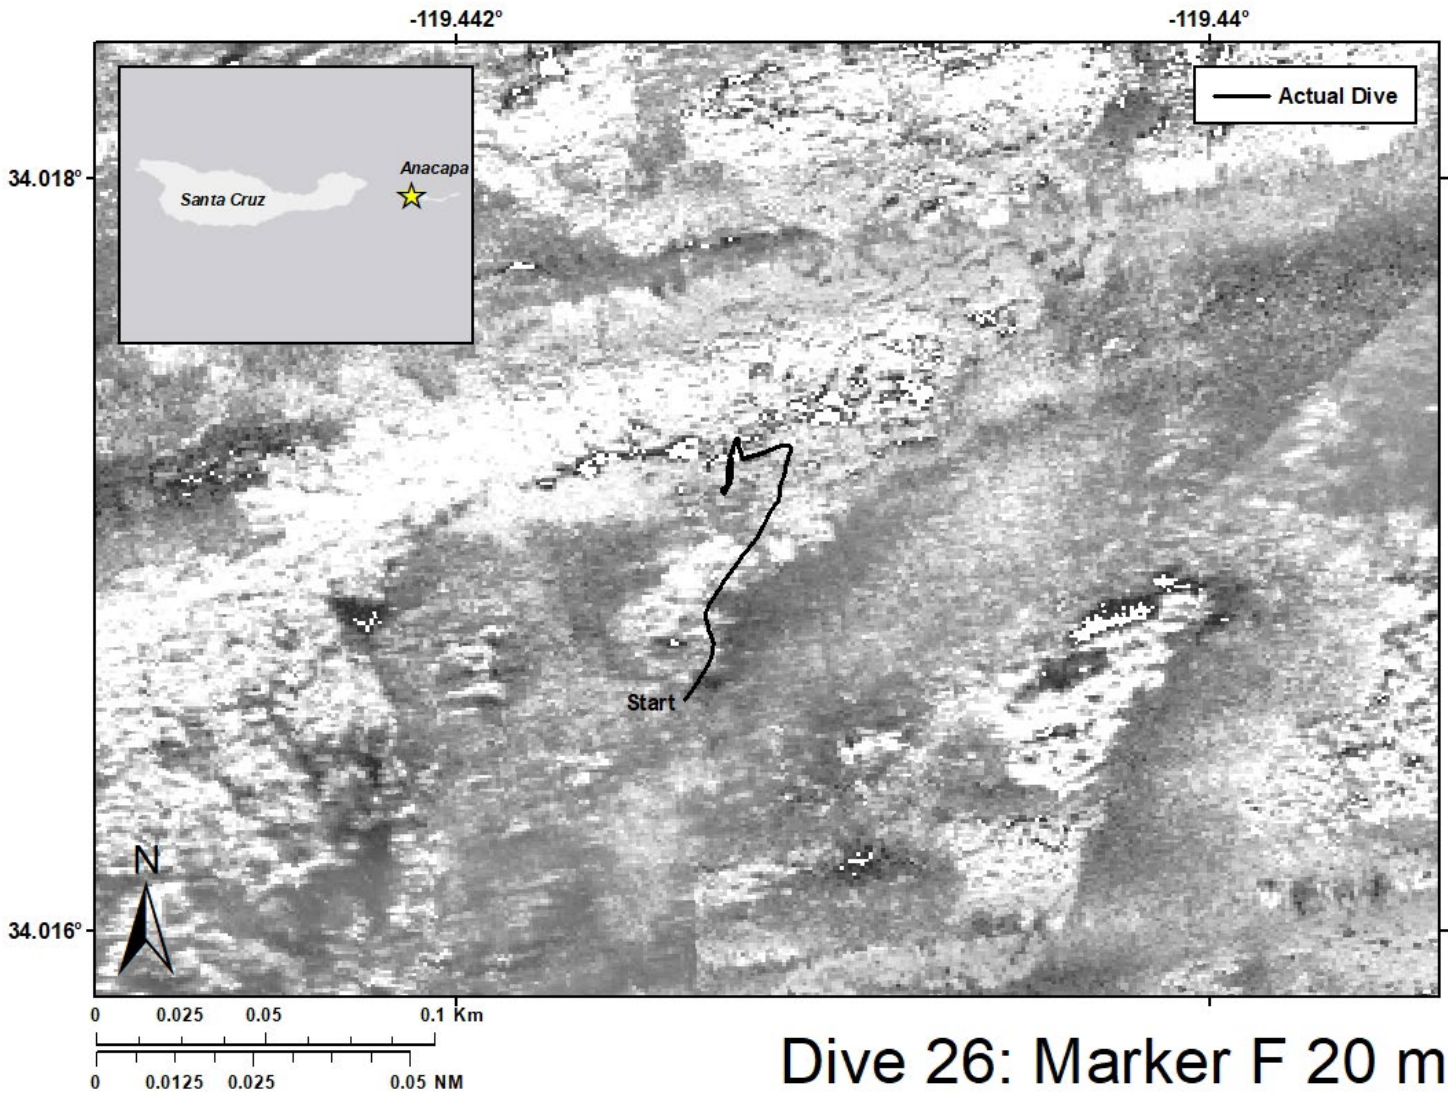 -119.442° -119.44°
Actual Dive
Anacapa
Santa Cruz
34.018°
Start
N
34.016°
0 0.025 0.05 0.1 Km
0 0.0125 0.025 0.05 NM
Dive 26: Marker F 20 m